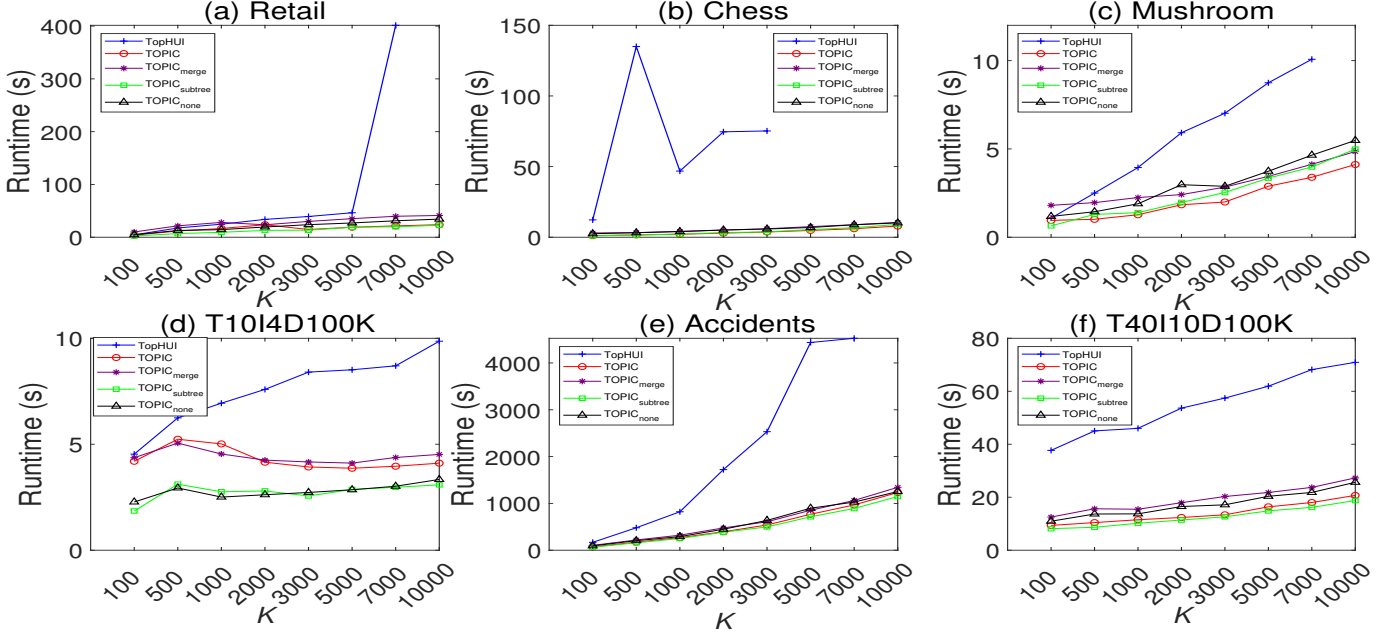 (a) Retail
Runtime (s)
400
300
200
100
0
TopHUI
TOPIC
TOPICmerge
TOPICsubtree
TOPICnone
100
500
1000
2000
3000
5000
7000
10000
K
(b) Chess
Runtime (s)
150
100
50
0
TopHUI
TOPIC
TOPICmerge
TOPICsubtree
TOPICnone
100
500
1000
2000
3000
5000
7000
10000
K
(c) Mushroom
Runtime (s)
10
5
0
TopHUI
TOPIC
TOPICmerge
TOPICsubtree
TOPICnone
100
500
1000
2000
3000
5000
7000
10000
K
(d) T10I4D100K
Runtime (s)
10
5
0
TopHUI
TOPIC
TOPICmerge
TOPICsubtree
TOPICnone
100
500
1000
2000
3000
5000
7000
10000
K
(e) Accidents
Runtime (s)
4000
3000
2000
1000
0
TopHUI
TOPIC
TOPICmerge
TOPICsubtree
TOPICnone
100
500
1000
2000
3000
5000
7000
10000
K
(f) T40I10D100K
Runtime (s)
80
60
40
20
0
TopHUI
TOPIC
TOPICmerge
TOPICsubtree
TOPICnone
100
500
1000
2000
3000
5000
7000
10000
K